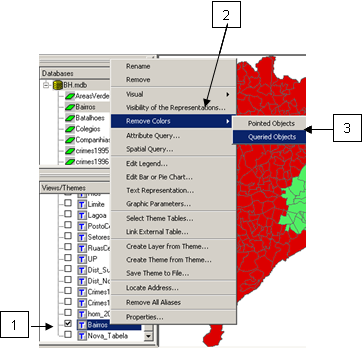 2
Rename
Remove
Visual
Visibility of the Representations...
Remove Colors
Attribute Query...
Spatial Query...
Edit Legend...
Edit Bar or Pie Chart...
Text Representation...
Graphic Parameters...
Select Theme Tables...
Link External Table...
Create Layer from Theme...
Create Theme from Theme...
Save Theme to File...
Locate Address...
Remove All Aliases
Properties...
Pointed Objects
Queried Objects
3
Databases
BH.mdb
AreasVerde
Bairros
Batalhoes
Colegios
Companhias
crimes1995
crimes1996
Views/Themes
Rios
Limite
Lagoa
PostoCo
Setores
RuasCe
UP
Dist_Su
Dist_No
Crimes1
Crimes1
hom_20
Bairros
Nova_Tabela
1